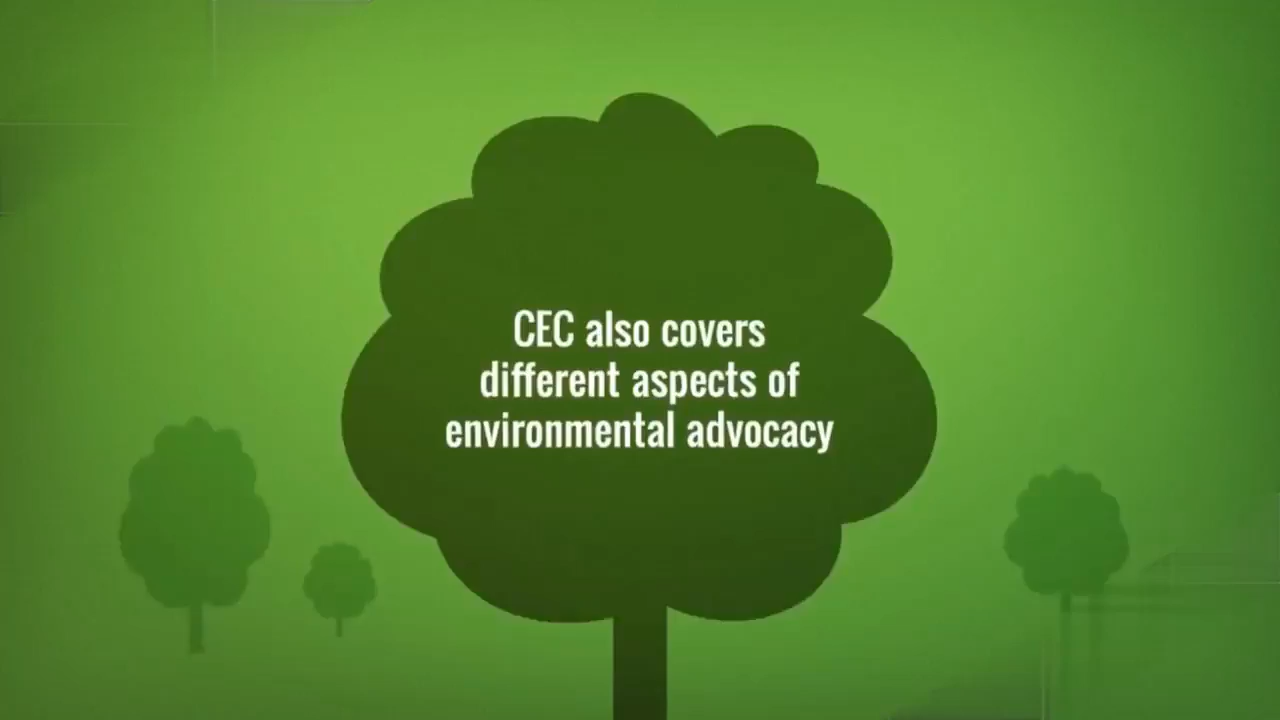 CEC also covers
different aspects of
environmental advocacy